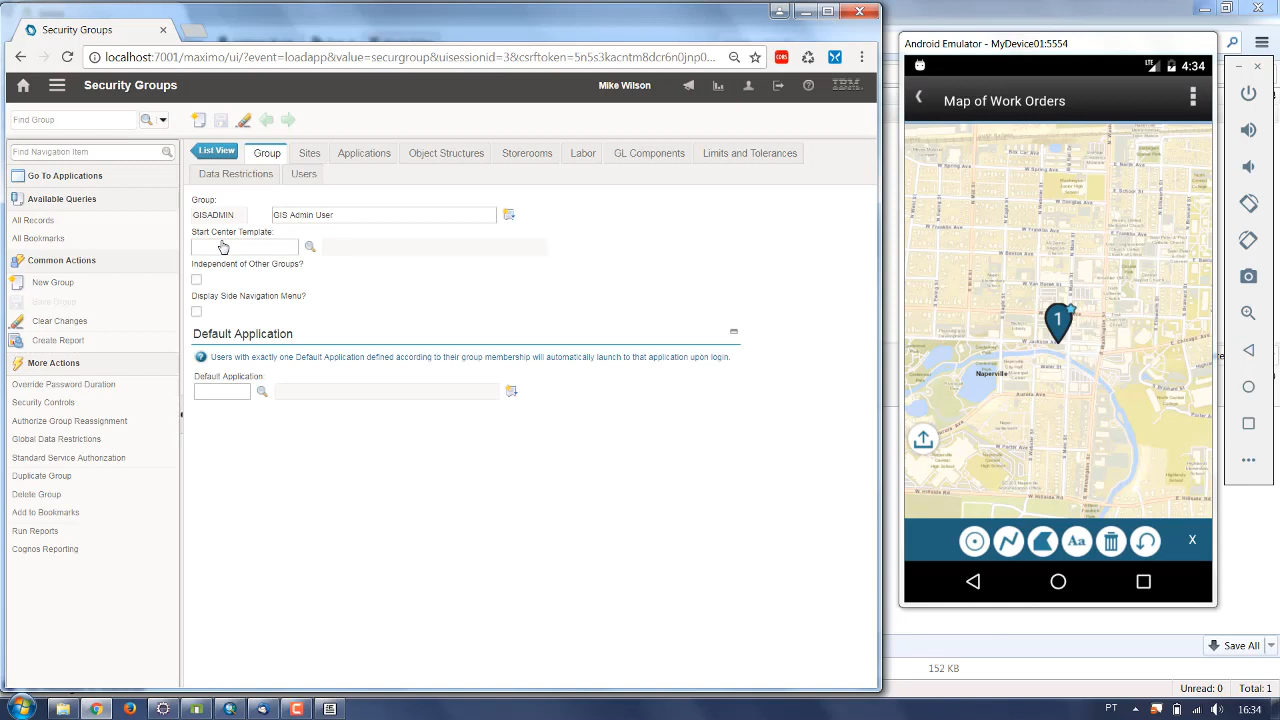 Security Groups
localhost:7001/maximo/ui/?event=loadapp&value=securgroup&uisessionid=38&csrftoken=5n5s3kacntm8dcr6n0jnp0...
CORS
Security Groups
Mike Wilson
IBM
Find Group
Find Navigation Item
Go To Applications
Available Queries
All Records
All Bookmarks
Common Actions
New Group
Save Group
Clear Changes
Create Report
More Actions
Override Password Duration
Security Controls
Authorize Group Reassignment
Global Data Restrictions
Standard Service Authorization
Duplicate Group
Delete Group
Add to Bookmarks
Run Reports
Cognos Reporting
List View
Group
Sites
Applications
Object Structures
Storerooms
Labor
GL Components
Limits and Tolerances
Data Restrictions
Users
Group:
GISADMIN
GIS Admin User
Start Center Template:
Independent of Other Groups?
Display Side Navigation Menu?
Default Application
Users with exactly one Default Application defined according to their group membership will automatically launch to that application upon login.
Default Application:
Android Emulator - MyDevice01:5554
LTE
4:34
Map of Work Orders
1
Naperville
Aa
X
Save All
152 KB
Unread: 0
Total: 1
PT
16:34